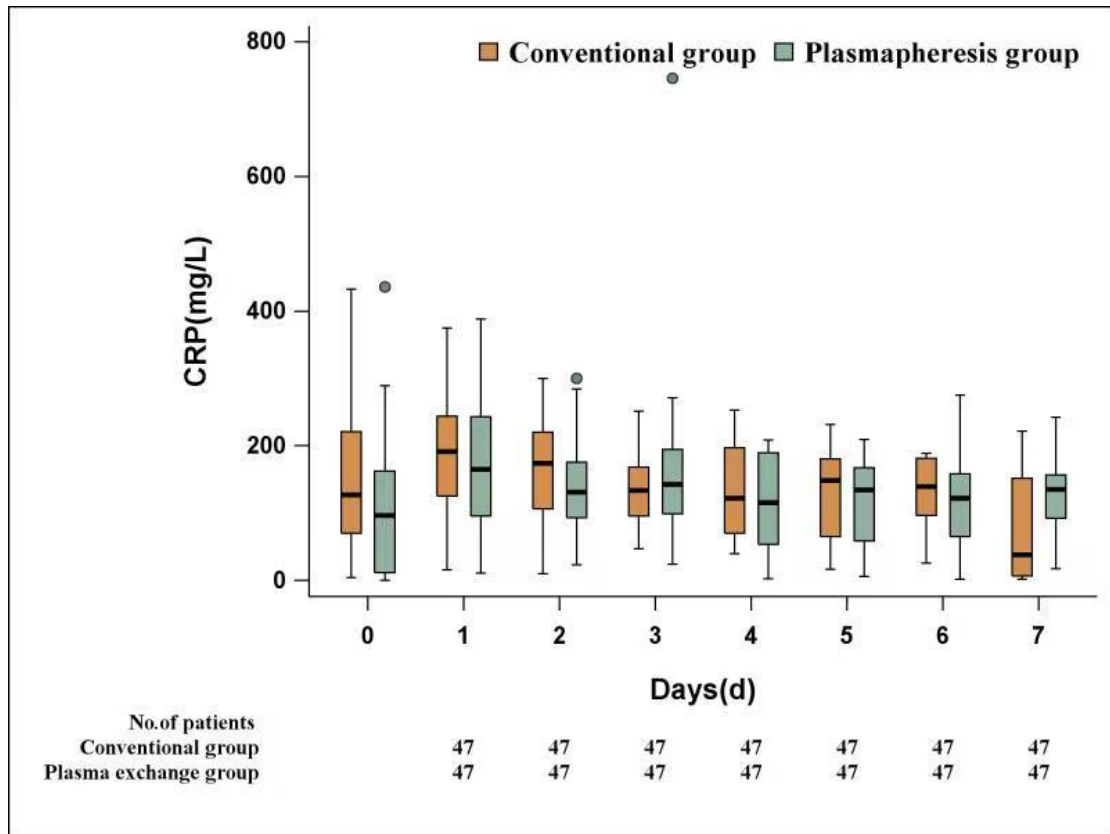 Conventional group Plasmapheresis group
800
600
400
200
0
CRP(mg/L)
0 1 2 3 4 5 6 7
Days(d)
No.of patients
Conventional group 47 47 47 47 47 47 47
Plasma exchange group 47 47 47 47 47 47 47